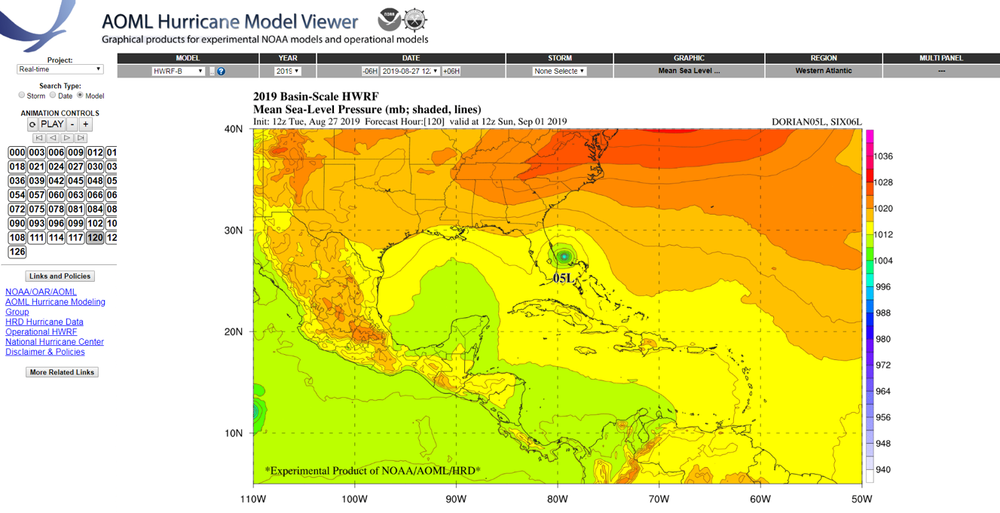 AOML Hurricane Model Viewer
NOAA
Graphical products for experimental NOAA models and operational models
Project:
Real-time
Search Type:
Storm Date Model
ANIMATION CONTROLS
PLAY - +
000 003 006 009 012 01
018 021 024 027 030 03
036 039 042 045 048 05
054 057 060 063 066 06
072 075 078 081 084 08
090 093 096 099 102 10
108 111 114 117 120 12
126
Links and Policies
NOAA/OAR/AOML
AOML Hurricane Modeling
Group
HRD Hurricane Data
Operational HWRF
National Hurricane Center
Disclaimer & Policies
More Related Links
MODEL YEAR DATE STORM GRAPHIC REGION MULTI PANEL
HWRF-B .. ? 2019 -06H 2019-08-27 12 +06H None Selecte Mean Sea Level ... Western Atlantic ---
2019 Basin-Scale HWRF
Mean Sea-Level Pressure (mb; shaded, lines)
Init: 12z Tue, Aug 27 2019 Forecast Hour:[120] valid at 12z Sun, Sep 01 2019 DORIAN05L, SIX06L
40N
30N
20N
10N
05L
*Experimental Product of NOAA/AOML/HRD*
110W 100W 90W 80W 70W 60W 50W
1036
1028
1020
1012
1004
996
988
980
972
964
956
948
940